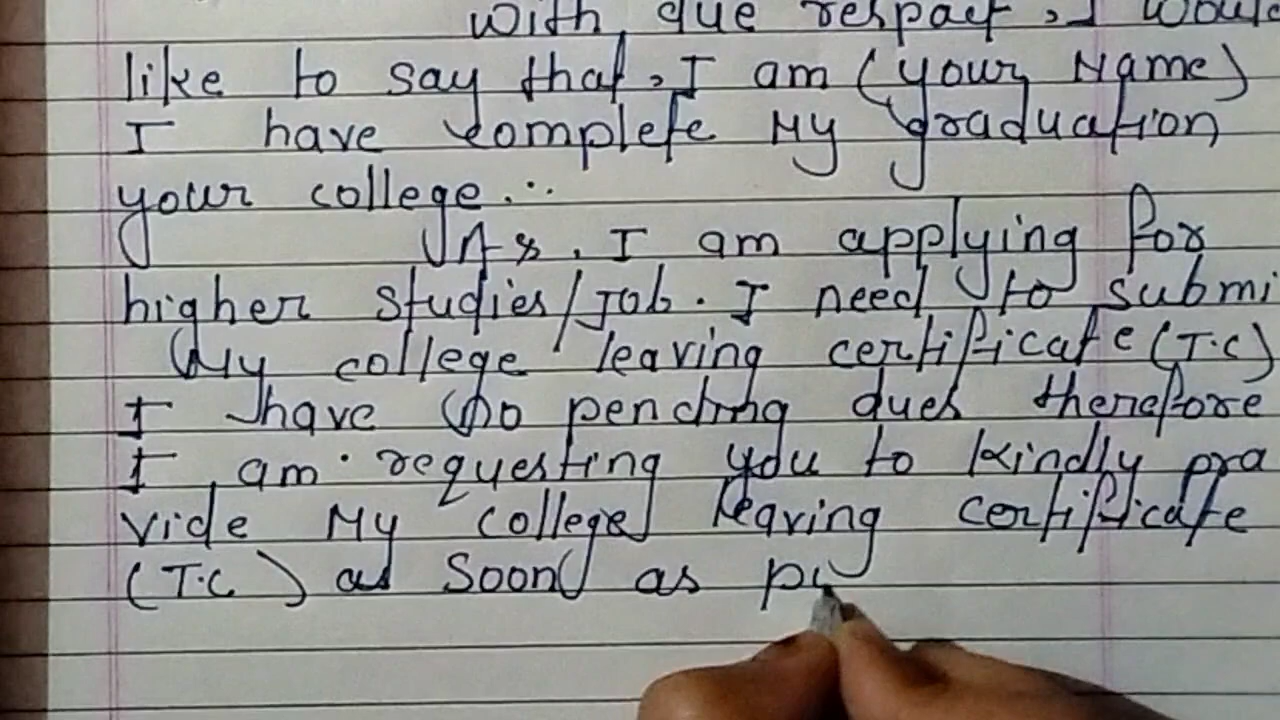 With due respact, I would
like to say that, I am (your Name)
I have complete My graduation
your college.
As. I am applying for
higher studies/Job. I need to submi
My college leaving certificate (T.C)
I have no pending dues therefore
I am requesting you to kindly pro
vide My college leaving certificate
(T.C) as soon as